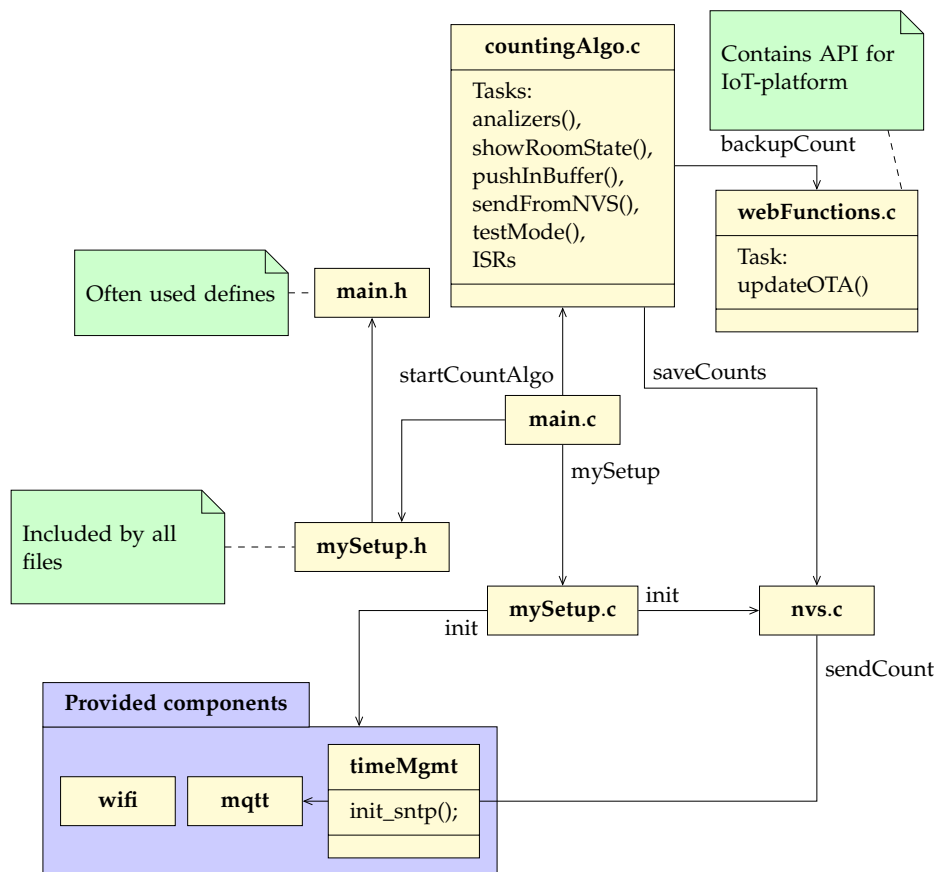 countingAlgo.c
Tasks:
analizers(),
showRoomState(),
pushInBuffer(),
sendFromNVS(),
testMode(),
ISRs
Contains API for
IoT-platform
backupCount
webFunctions.c
Task:
updateOTA()
Often used defines
main.h
startCountAlgo
saveCounts
main.c
mySetup
Included by all
files
mySetup.h
mySetup.c
init
nvs.c
init
sendCount
Provided components
timeMgmt
init_sntp();
wifi
mqtt